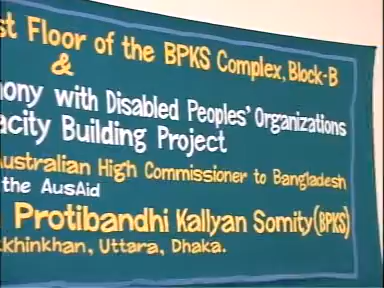 st Floor of the BPKS Complex, Block-B
&
ony with Disabled Peoples' Organizations
acity Building Project
Australian High Commissioner to Bangladesh
the AusAid
Protibandhi Kallyan Somity (BPKS)
khinkhan, Uttara, Dhaka.